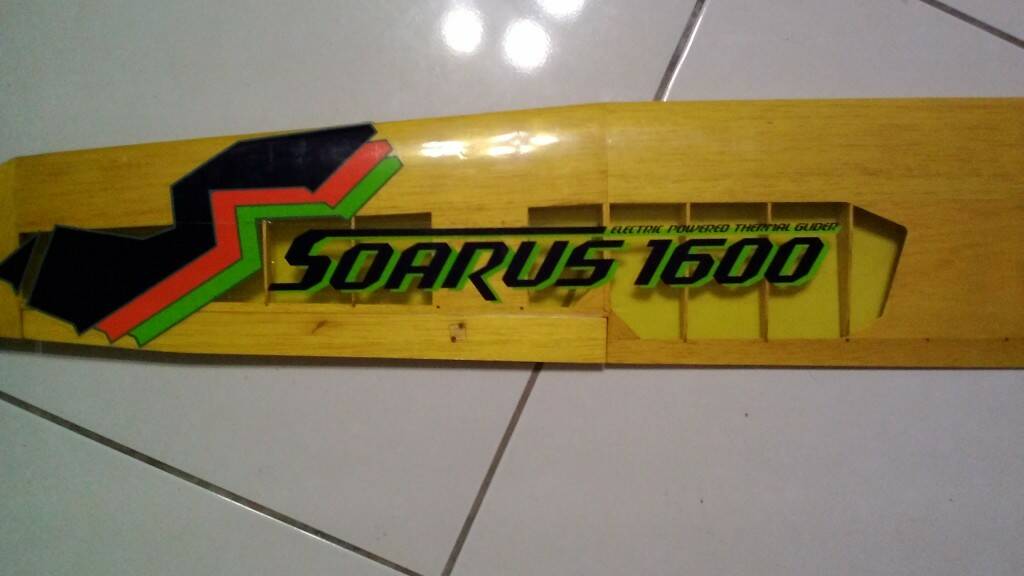 ELECTRIC POWERED THERMAL GLIDER
SOARUS 1600